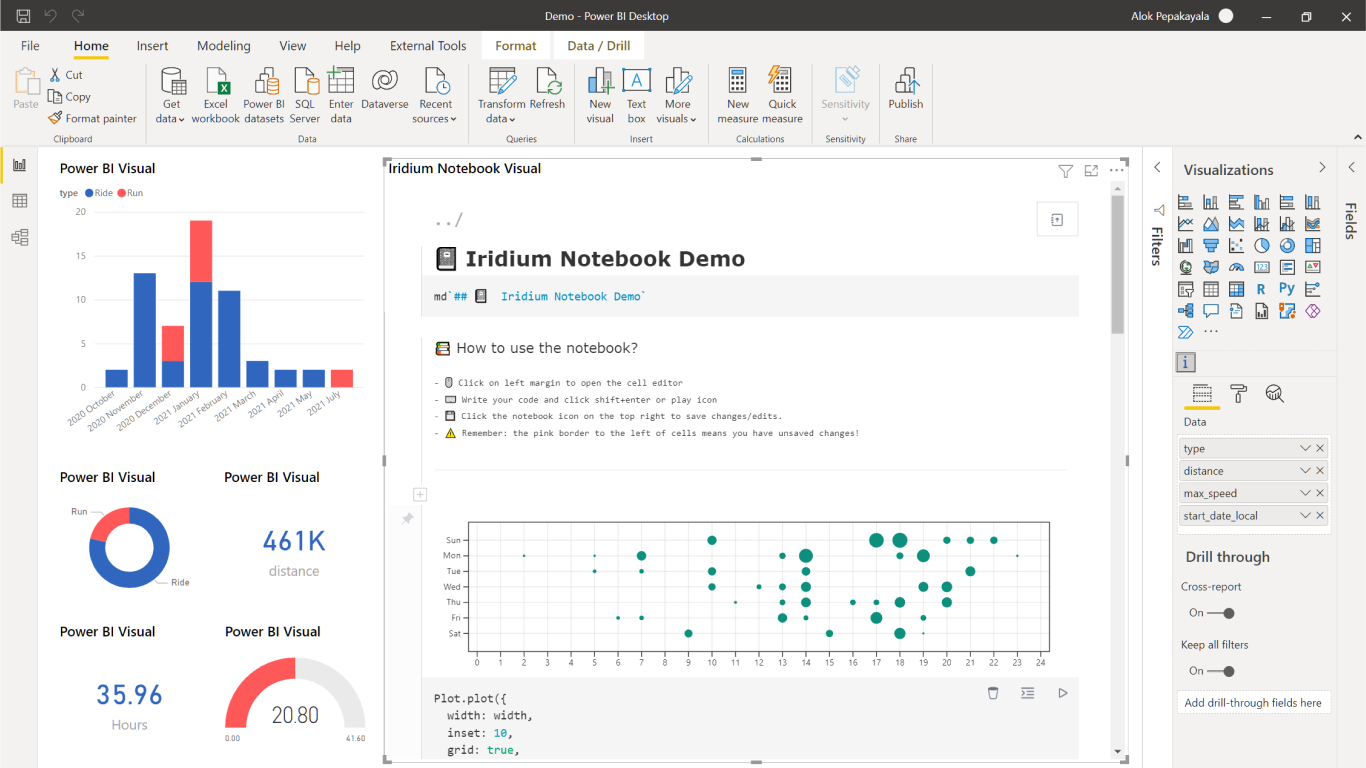 Demo - Power BI Desktop
Alok Pepakayala
File Home Insert Modeling View Help External Tools Format Data / Drill
Paste
Cut
Copy
Format painter
Clipboard
Get data
Excel workbook
Power BI datasets
SQL Server
Enter data
Dataverse
Recent sources
Data
Transform data
Refresh
Queries
New visual
Text box
More visuals
Insert
New measure
Quick measure
Calculations
Sensitivity
Sensitivity
Publish
Share
Power BI Visual
type Ride Run
20
15
10
5
0
2020 October
2020 November
2020 December
2021 January
2021 February
2021 March
2021 April
2021 May
2021 July
Power BI Visual
Run
Ride
Power BI Visual
461K
distance
Power BI Visual
35.96
Hours
Power BI Visual
20.80
0.00
41.60
Iridium Notebook Visual
../
Iridium Notebook Demo
md`## 📓 Iridium Notebook Demo`
How to use the notebook?
- Click on left margin to open the cell editor
- Write your code and click shift+enter or play icon
- Click the notebook icon on the top right to save changes/edits.
- Remember: the pink border to the left of cells means you have unsaved changes!
Sun
Mon
Tue
Wed
Thu
Fri
Sat
0 1 2 3 4 5 6 7 8 9 10 11 12 13 14 15 16 17 18 19 20 21 22 23 24
Plot.plot({
width: width,
inset: 10,
grid: true,
Filters
Visualizations
123
R
Py
Data
type
distance
max_speed
start_date_local
Drill through
Cross-report
On
Keep all filters
On
Add drill-through fields here
Fields